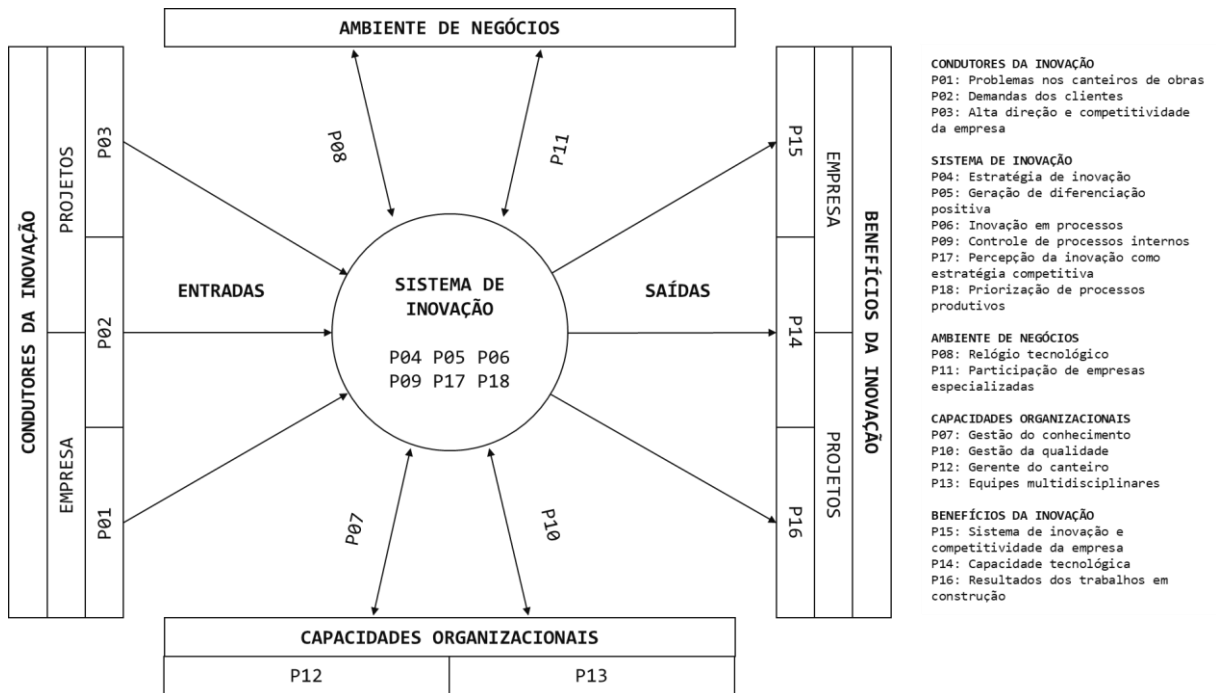 AMBIENTE DE NEGÓCIOS
CONDUTORES DA INOVAÇÃO
PROJETOS
EMPRESA
P03
P02
P01
ENTRADAS
P08
P11
SISTEMA DE
INOVAÇÃO
P04 P05 P06
P09 P17 P18
SAÍDAS
P07
P10
P15
P14
P16
EMPRESA
PROJETOS
BENEFÍCIOS DA INOVAÇÃO
CAPACIDADES ORGANIZACIONAIS
P12
P13
CONDUTORES DA INOVAÇÃO
P01: Problemas nos canteiros de obras
P02: Demandas dos clientes
P03: Alta direção e competitividade
da empresa
SISTEMA DE INOVAÇÃO
P04: Estratégia de inovação
P05: Geração de diferenciação
positiva
P06: Inovação em processos
P09: Controle de processos internos
P17: Percepção da inovação como
estratégia competitiva
P18: Priorização de processos
produtivos
AMBIENTE DE NEGÓCIOS
P08: Relógio tecnológico
P11: Participação de empresas
especializadas
CAPACIDADES ORGANIZACIONAIS
P07: Gestão do conhecimento
P10: Gestão da qualidade
P12: Gerente do canteiro
P13: Equipes multidisciplinares
BENEFÍCIOS DA INOVAÇÃO
P15: Sistema de inovação e
competitividade da empresa
P14: Capacidade tecnológica
P16: Resultados dos trabalhos em
construção